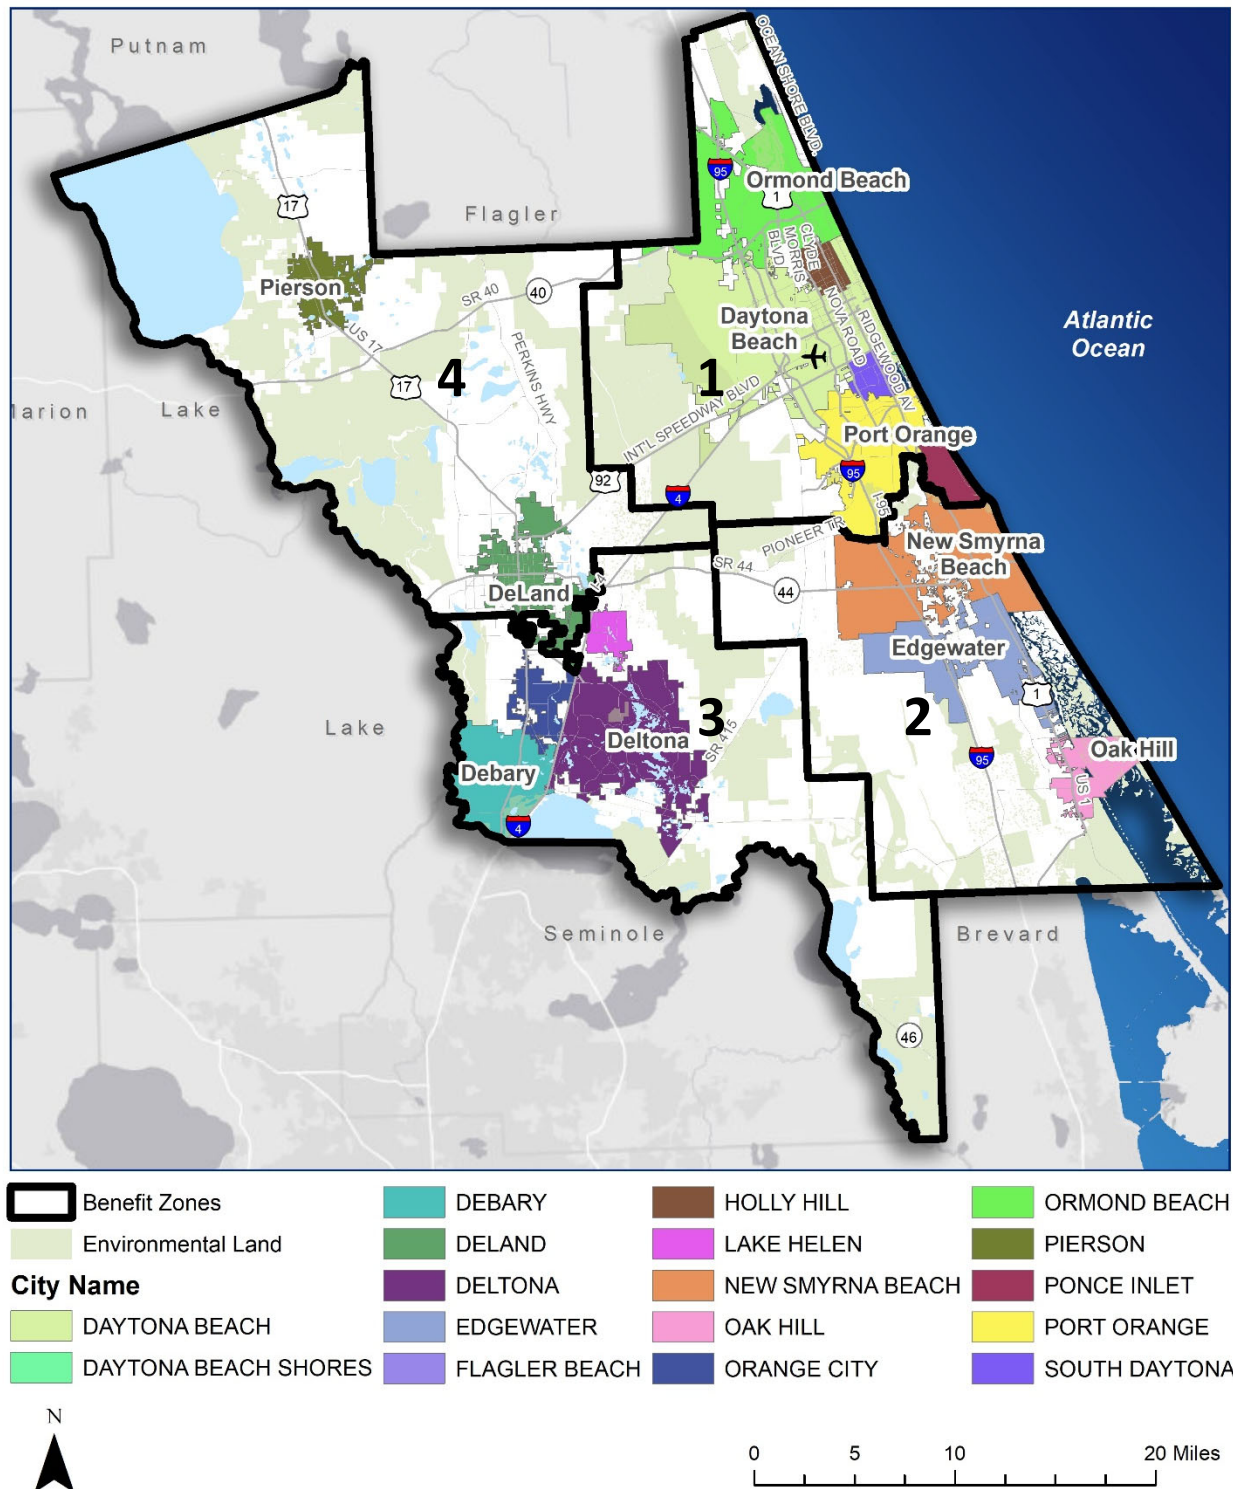 Putnam
OCEAN SHORE BLVD.
95
Ormond Beach
1
17
Flagler
Pierson
SR 40
40
CLYDE
MORRIS
BLVD
US 17
PERKINS HWY
Daytona
Beach
NOVA ROAD
RIDGEWOOD AV
Atlantic
Ocean
17
4
1
Marion
Lake
INT'L SPEEDWAY BLVD
Port Orange
92
4
95
I-95
PIONEER TR
New Smyrna
Beach
SR 44
44
I-4
DeLand
Edgewater
1
2
3
Lake
Deltona
SR 415
Oak Hill
95
US 1
Debary
4
Seminole
Brevard
46
Benefit Zones
Environmental Land
City Name
DAYTONA BEACH
DAYTONA BEACH SHORES
DEBARY
DELAND
DELTONA
EDGEWATER
FLAGLER BEACH
HOLLY HILL
LAKE HELEN
NEW SMYRNA BEACH
OAK HILL
ORANGE CITY
ORMOND BEACH
PIERSON
PONCE INLET
PORT ORANGE
SOUTH DAYTONA
N
0 5 10 20 Miles